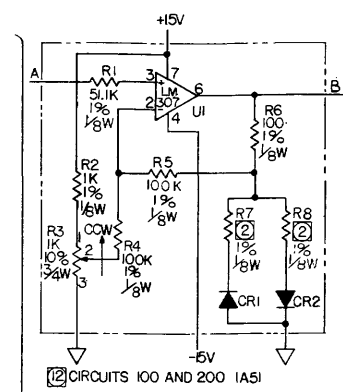 +15V
A
R1
51.1K
1%
1/8W
3
7
LM
307
6
U1
2
4
B
R6
100
1%
1/8W
R2
1K
1%
1/8W
R5
100K
1%
1/8W
R3
1K
10%
3/4W
1
2
3
CCW
R4
100K
1%
1/8W
R7
2
1%
1/8W
R8
2
1%
1/8W
CR1
CR2
-15V
12 CIRCUITS 100 AND 200 1A51